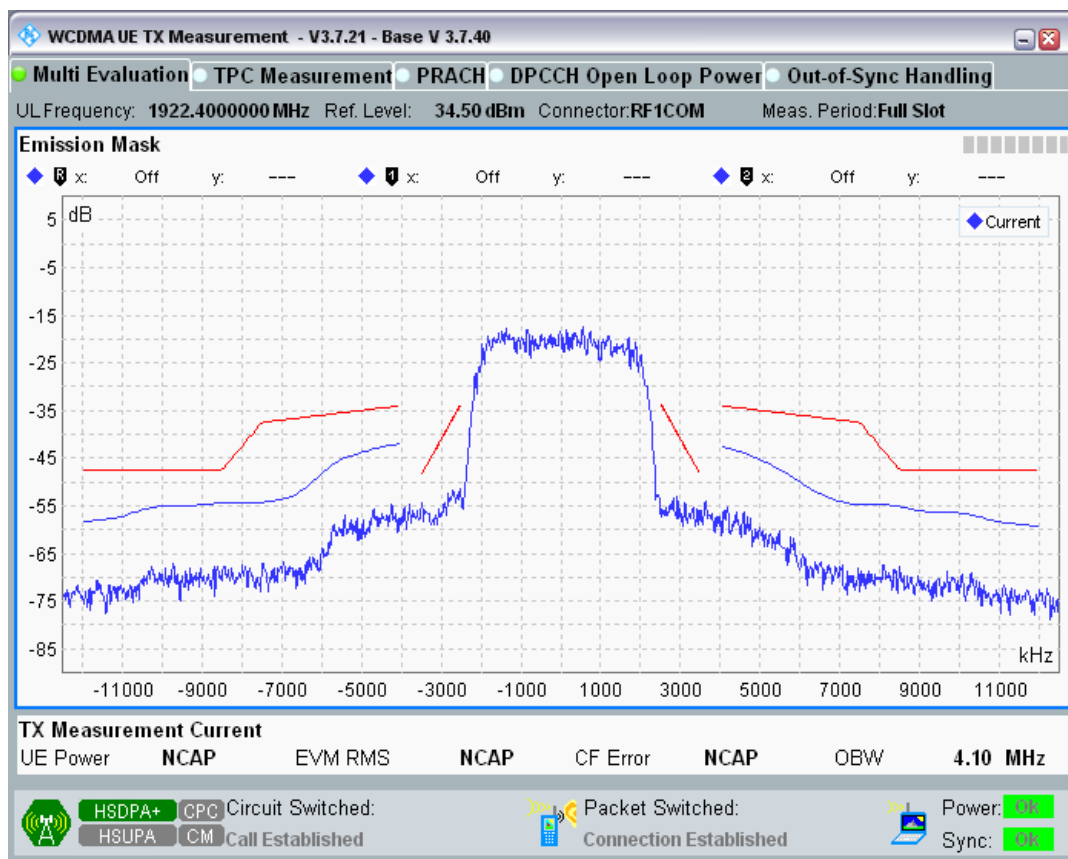 WCDMA UE TX Measurement - V3.7.21 - Base V 3.7.40
Multi Evaluation TPC Measurement PRACH DPCCH Open Loop Power Out-of-Sync Handling
UL Frequency: 1922.4000000 MHz Ref. Level: 34.50 dBm Connector:RF1COM Meas. Period:Full Slot
Emission Mask
R x: Off y: --- 1 x: Off y: --- 2 x: Off y: ---
dB
Current
5
-5
-15
-25
-35
-45
-55
-65
-75
-85
kHz
-11000 -9000 -7000 -5000 -3000 -1000 1000 3000 5000 7000 9000 11000
TX Measurement Current
UE Power NCAP EVM RMS NCAP CF Error NCAP OBW 4.10 MHz
HSDPA+ CPC Circuit Switched: Packet Switched: Power: Ok
HSUPA CM Call Established Connection Established Sync: Ok